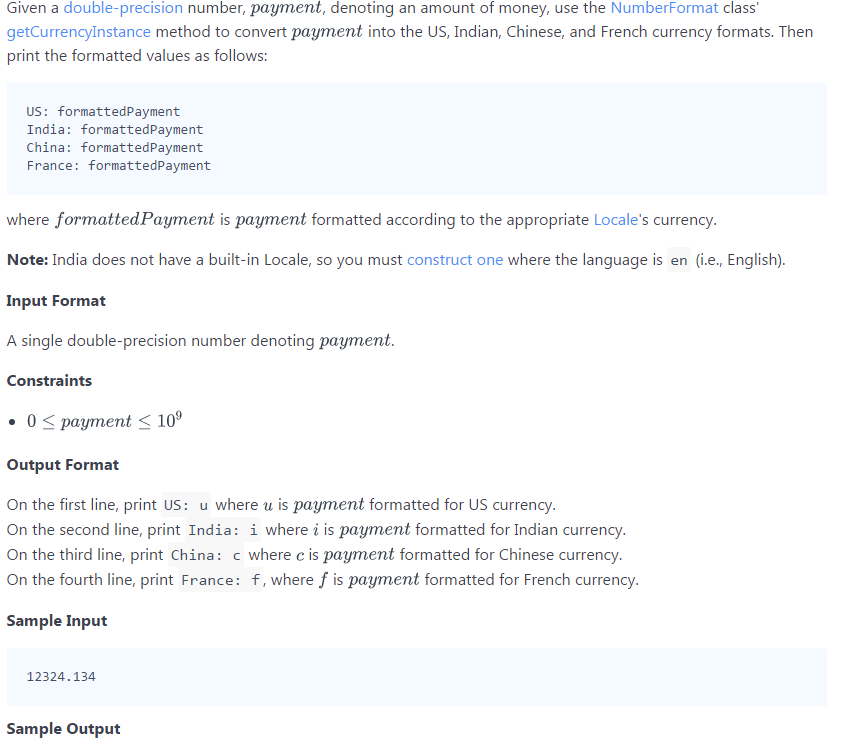 Given a double-precision number, payment, denoting an amount of money, use the NumberFormat class'
getCurrencyInstance method to convert payment into the US, Indian, Chinese, and French currency formats. Then
print the formatted values as follows:
US: formattedPayment
India: formattedPayment
China: formattedPayment
France: formattedPayment
where formattedPayment is payment formatted according to the appropriate Locale's currency.
Note: India does not have a built-in Locale, so you must construct one where the language is en (i.e., English).
Input Format
A single double-precision number denoting payment.
Constraints
• 0 ≤ payment ≤ 10⁹
Output Format
On the first line, print US: u where u is payment formatted for US currency.
On the second line, print India: i where i is payment formatted for Indian currency.
On the third line, print China: c where c is payment formatted for Chinese currency.
On the fourth line, print France: f, where f is payment formatted for French currency.
Sample Input
12324.134
Sample Output